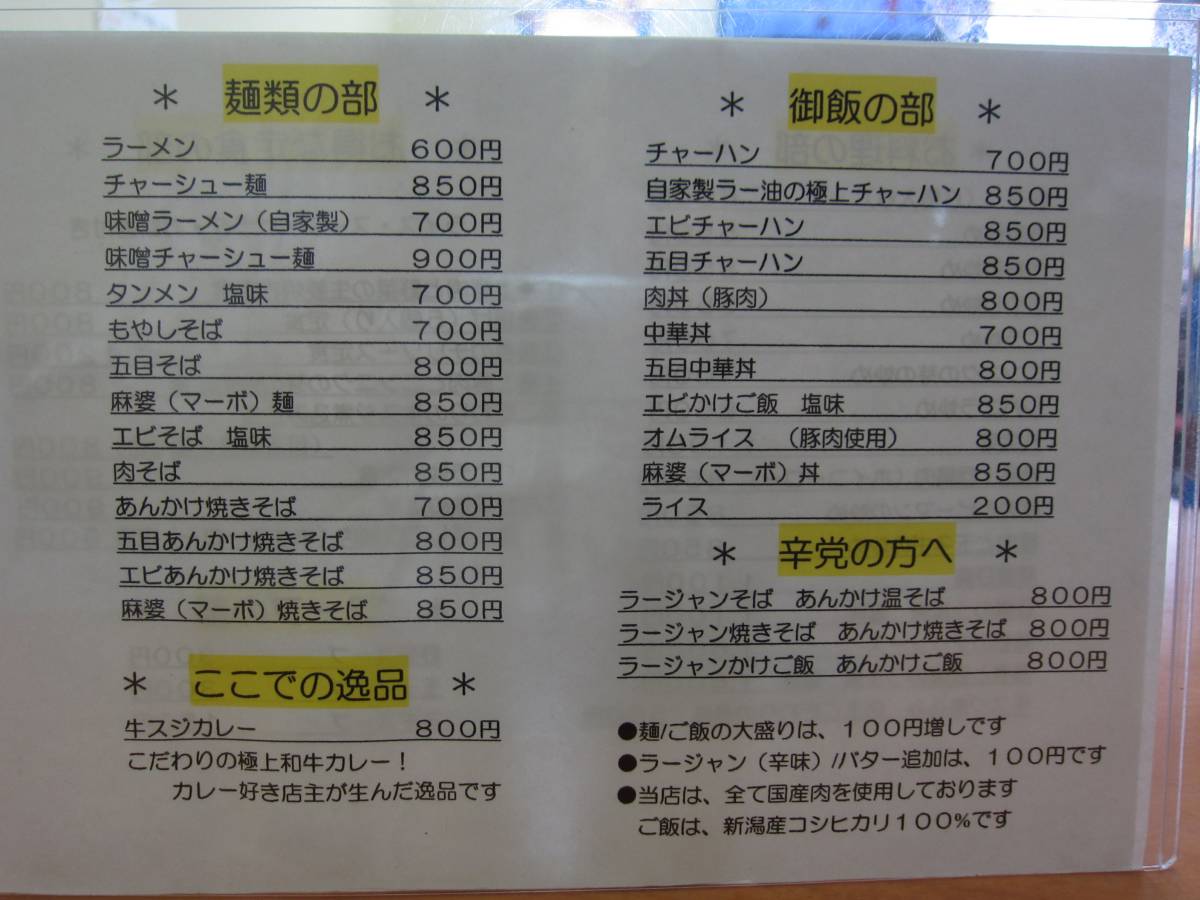 ＊ 麺類の部 ＊
ラーメン 600円
チャーシュー麺 850円
味噌ラーメン（自家製） 700円
味噌チャーシュー麺 900円
タンメン 塩味 700円
もやしそば 700円
五目そば 800円
麻婆（マーボ）麺 850円
エビそば 塩味 850円
肉そば 850円
あんかけ焼きそば 700円
五目あんかけ焼きそば 800円
エビあんかけ焼きそば 850円
麻婆（マーボ）焼きそば 850円
＊ ここでの逸品 ＊
牛スジカレー 800円
こだわりの極上和牛カレー！
カレー好き店主が生んだ逸品です
＊ 御飯の部 ＊
チャーハン 700円
自家製ラー油の極上チャーハン 850円
エビチャーハン 850円
五目チャーハン 850円
肉丼（豚肉） 800円
中華丼 700円
五目中華丼 800円
エビかけご飯 塩味 850円
オムライス （豚肉使用） 800円
麻婆（マーボ）丼 850円
ライス 200円
＊ 辛党の方へ ＊
ラージャンそば あんかけ温そば 800円
ラージャン焼きそば あんかけ焼きそば 800円
ラージャンかけご飯 あんかけご飯 800円
●麺/ご飯の大盛りは、１００円増しです
●ラージャン（辛味）/バター追加は、１００円です
●当店は、全て国産肉を使用しております
ご飯は、新潟産コシヒカリ１００％です